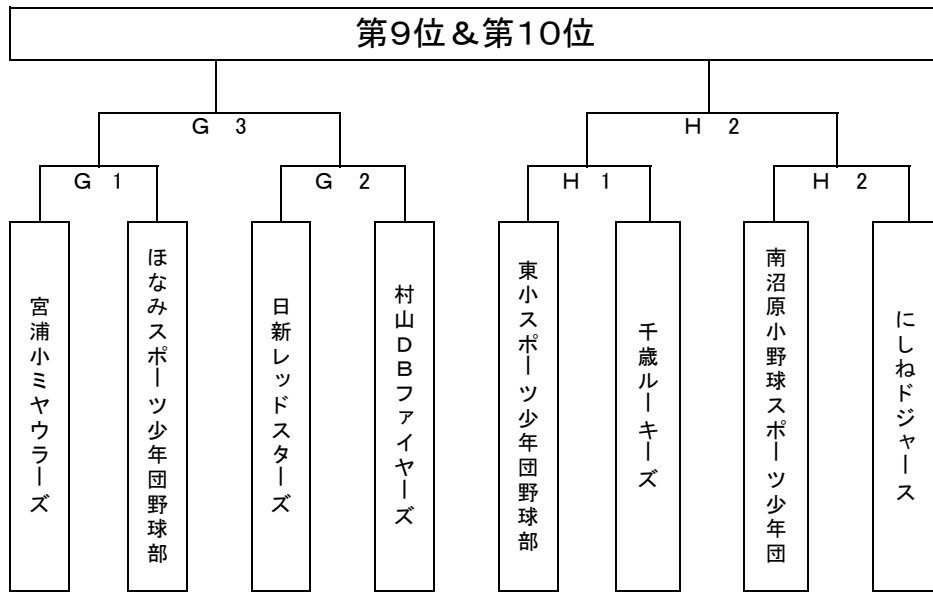 第9位＆第10位
G 3
H 2
G 1
G 2
H 1
H 2
宮浦小ミヤウラーズ
ほなみスポーツ少年団野球部
日新レッドスターズ
村山DBファイヤーズ
東小スポーツ少年団野球部
千歳ルーキーズ
南沼原小野球スポーツ少年団
にしねドジャース